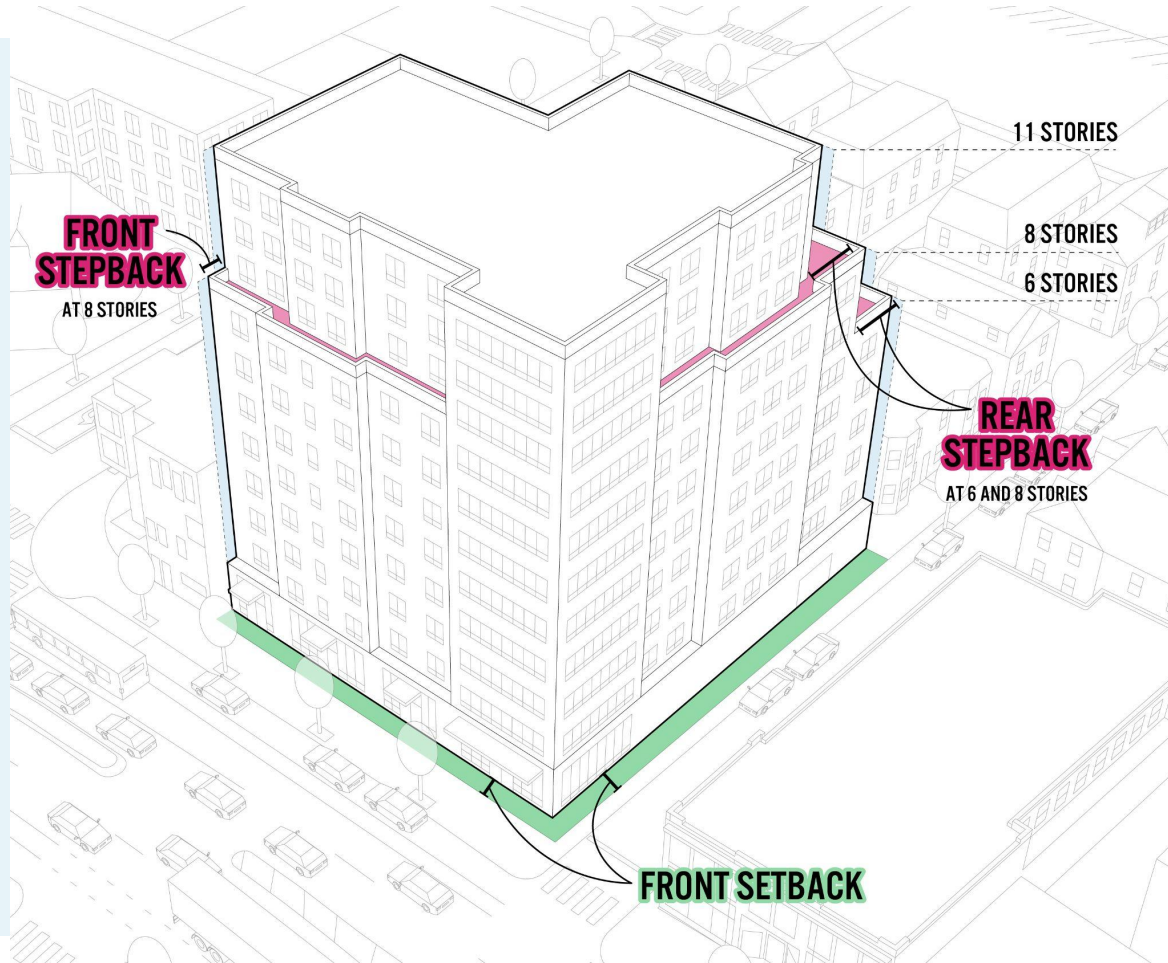 11 STORIES
FRONT
STEPBACK
AT 8 STORIES
8 STORIES
6 STORIES
REAR
STEPBACK
AT 6 AND 8 STORIES
FRONT SETBACK